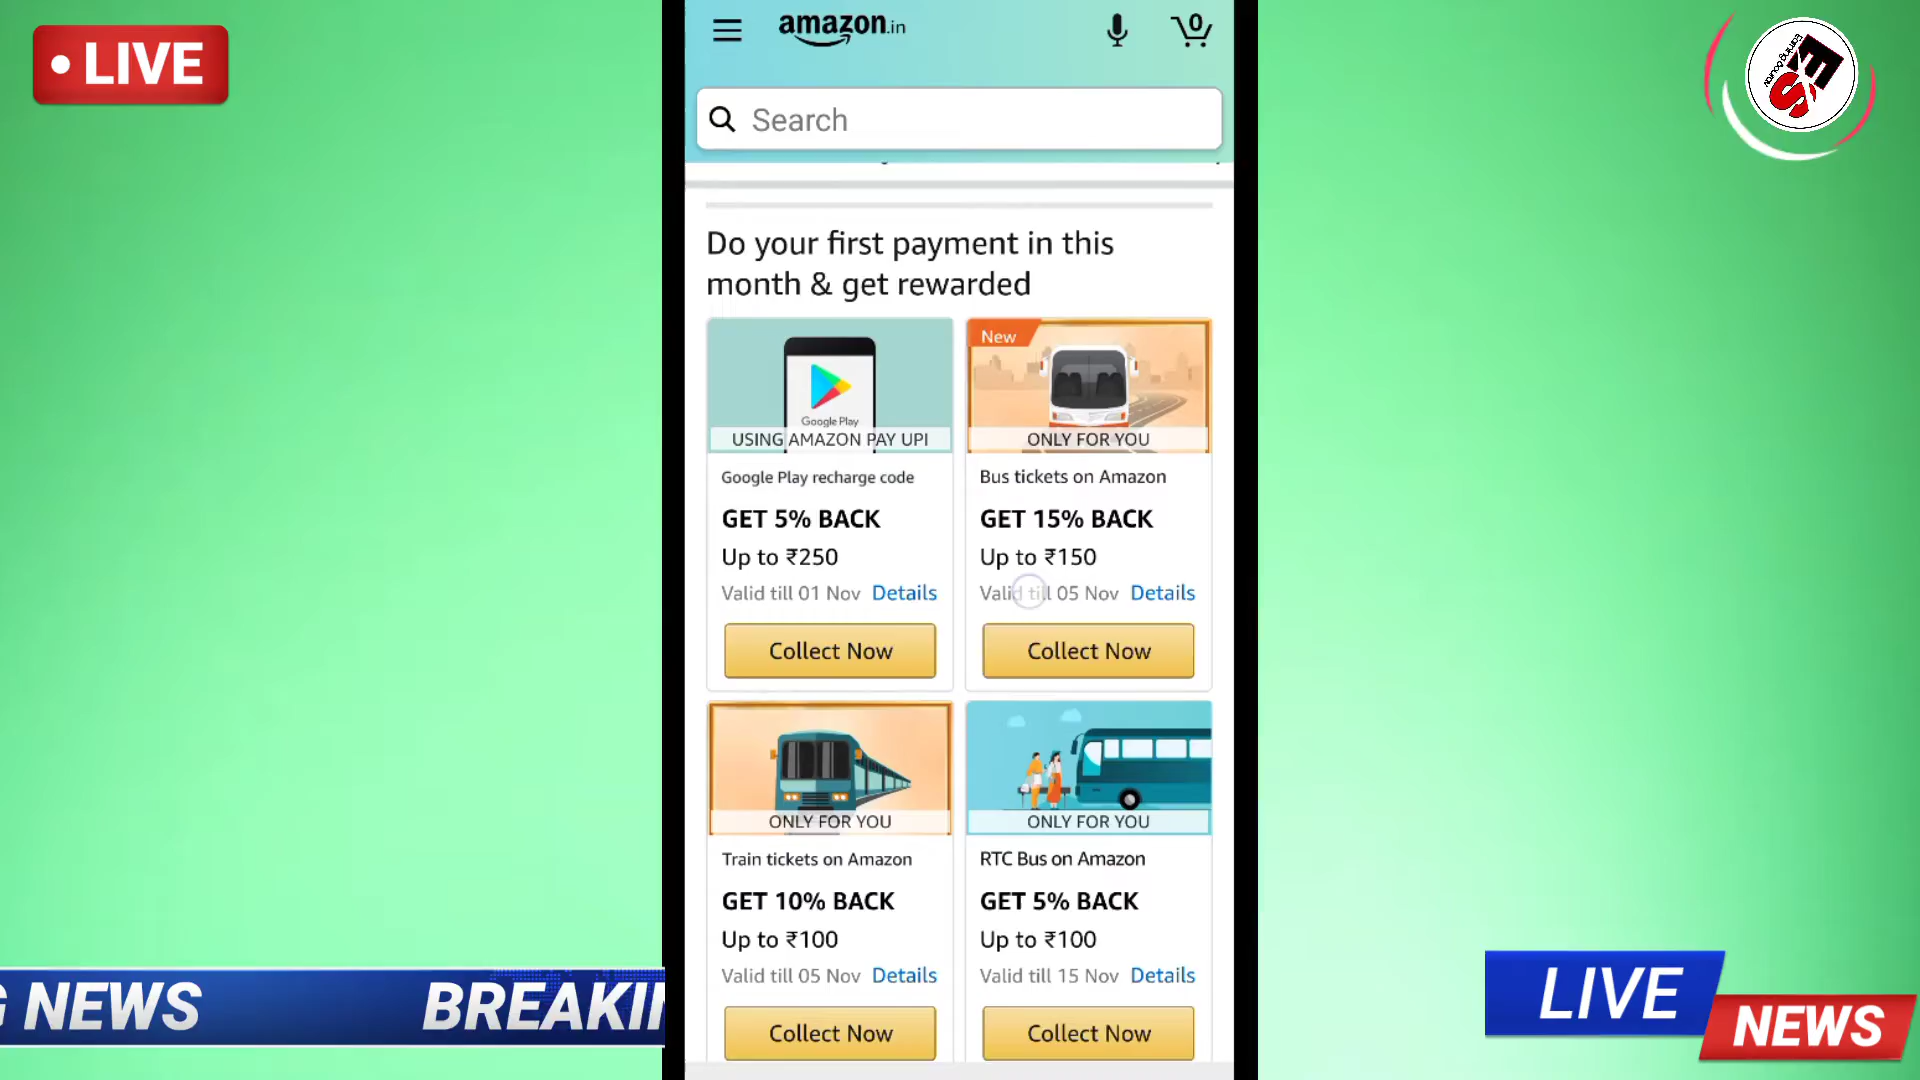 • LIVE
amazon.in
0
Search
Do your first payment in this
month & get rewarded
Google Play
USING AMAZON PAY UPI
Google Play recharge code
GET 5% BACK
Up to ₹250
Valid till 01 Nov Details
Collect Now
New
ONLY FOR YOU
Bus tickets on Amazon
GET 15% BACK
Up to ₹150
Valid till 05 Nov Details
Collect Now
ONLY FOR YOU
Train tickets on Amazon
GET 10% BACK
Up to ₹100
Valid till 05 Nov Details
Collect Now
ONLY FOR YOU
RTC Bus on Amazon
GET 5% BACK
Up to ₹100
Valid till 15 Nov Details
Collect Now
G NEWS BREAKIN
LIVE
NEWS